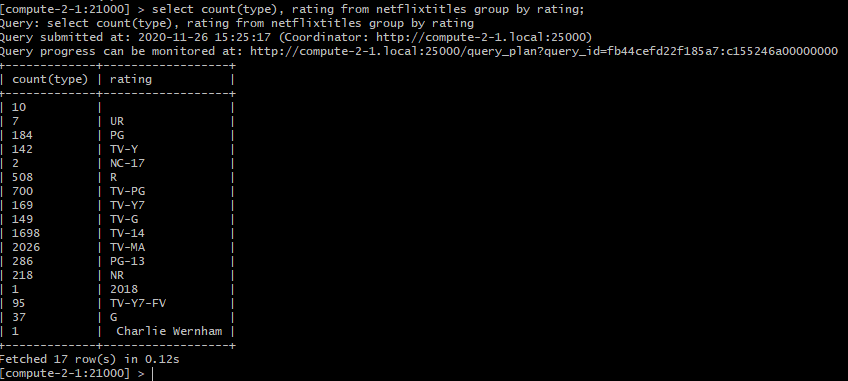 [compute-2-1:21000] > select count(type), rating from netflixtitles group by rating;
Query: select count(type), rating from netflixtitles group by rating
Query submitted at: 2020-11-26 15:25:17 (Coordinator: http://compute-2-1.local:25000)
Query progress can be monitored at: http://compute-2-1.local:25000/query_plan?query_id=fb44cefd22f185a7:c155246a00000000
+-------------+------------------+
| count(type) | rating           |
+-------------+------------------+
| 10          |                  |
| 7           | UR               |
| 184         | PG               |
| 142         | TV-Y             |
| 2           | NC-17            |
| 508         | R                |
| 700         | TV-PG            |
| 169         | TV-Y7            |
| 149         | TV-G             |
| 1698        | TV-14            |
| 2026        | TV-MA            |
| 286         | PG-13            |
| 218         | NR               |
| 1           | 2018             |
| 95          | TV-Y7-FV         |
| 37          | G                |
| 1           |  Charlie Wernham |
+-------------+------------------+
Fetched 17 row(s) in 0.12s
[compute-2-1:21000] >